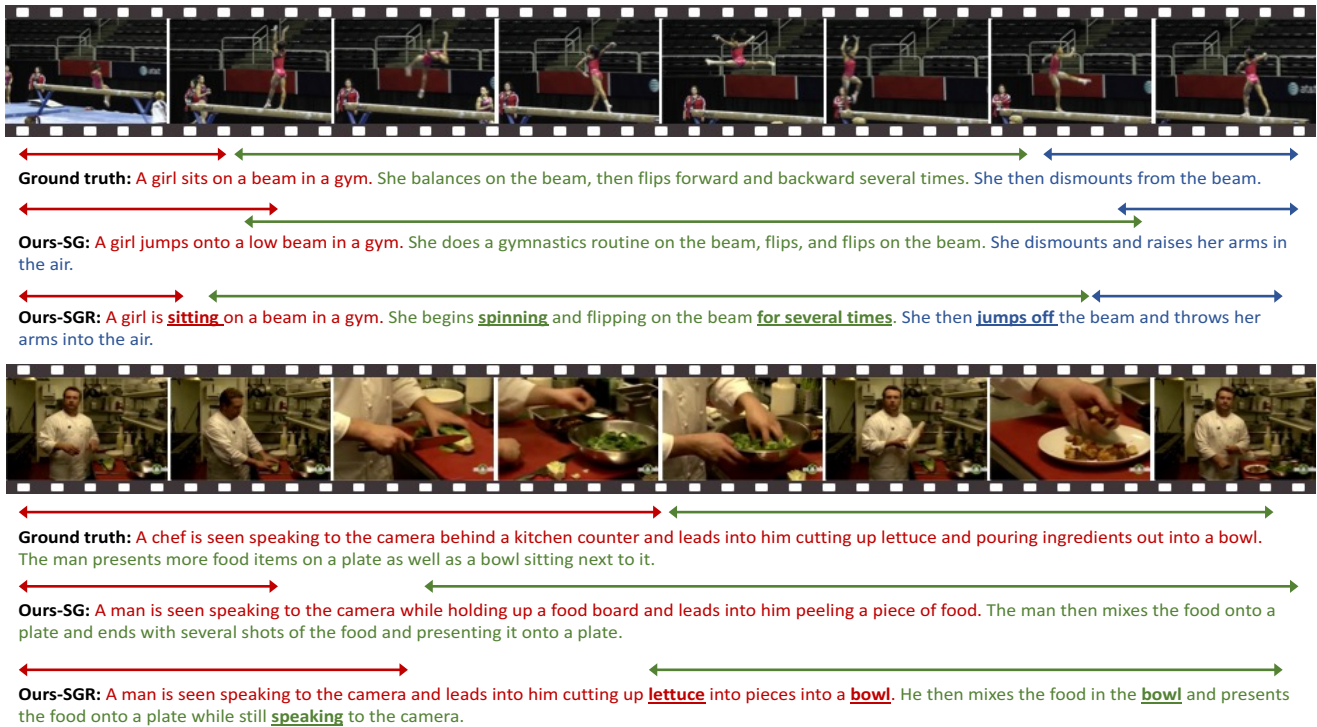 at&t
Ground truth: A girl sits on a beam in a gym. She balances on the beam, then flips forward and backward several times. She then dismounts from the beam.
Ours-SG: A girl jumps onto a low beam in a gym. She does a gymnastics routine on the beam, flips, and flips on the beam. She dismounts and raises her arms in
the air.
Ours-SGR: A girl is sitting on a beam in a gym. She begins spinning and flipping on the beam for several times. She then jumps off the beam and throws her
arms into the air.
Ground truth: A chef is seen speaking to the camera behind a kitchen counter and leads into him cutting up lettuce and pouring ingredients out into a bowl.
The man presents more food items on a plate as well as a bowl sitting next to it.
Ours-SG: A man is seen speaking to the camera while holding up a food board and leads into him peeling a piece of food. The man then mixes the food onto a
plate and ends with several shots of the food and presenting it onto a plate.
Ours-SGR: A man is seen speaking to the camera and leads into him cutting up lettuce into pieces into a bowl. He then mixes the food in the bowl and presents
the food onto a plate while still speaking to the camera.